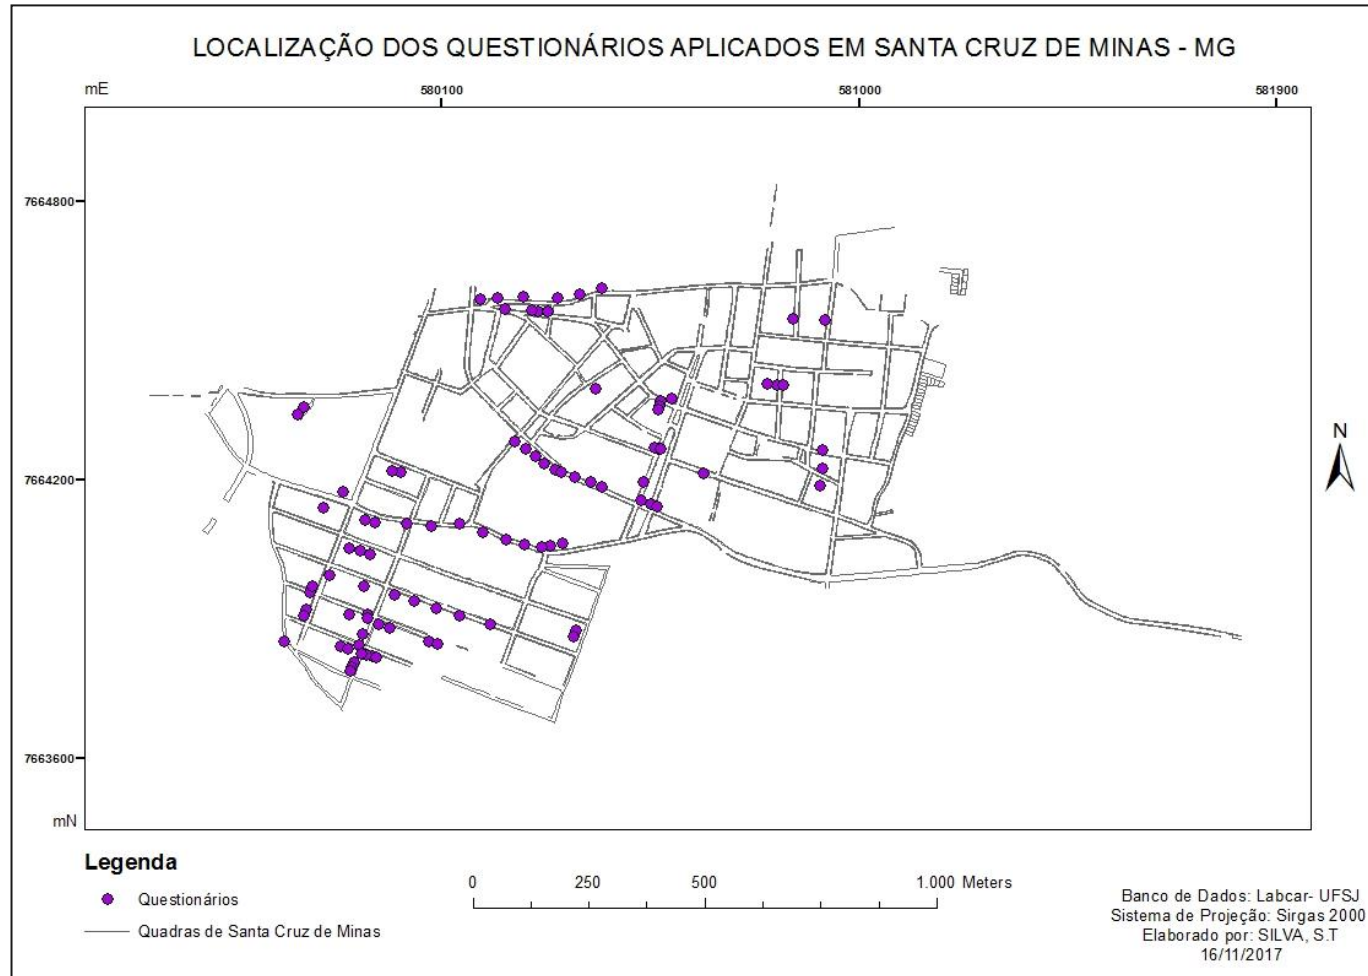 LOCALIZAÇÃO DOS QUESTIONÁRIOS APLICADOS EM SANTA CRUZ DE MINAS - MG
mE
580100
581000
581900
7664800
7664200
7663600
mN
N
Legenda
Questionários
Quadras de Santa Cruz de Minas
0 250 500 1.000 Meters
Banco de Dados: Labcar- UFSJ
Sistema de Projeção: Sirgas 2000
Elaborado por: SILVA, S.T
16/11/2017